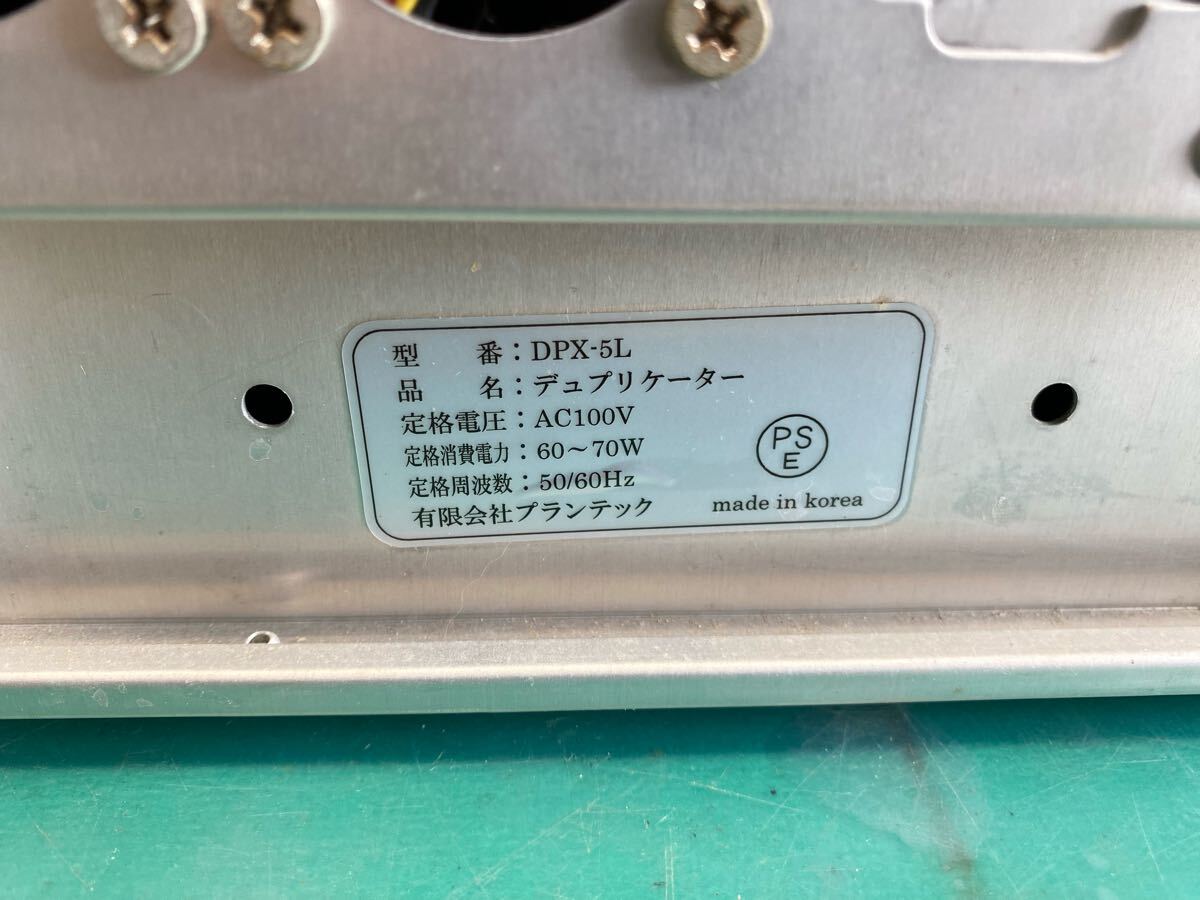 型　番：DPX-5L
品　名：デュプリケーター
定格電圧：AC100V
定格消費電力：60～70W
定格周波数：50/60Hz
有限会社プランテック
PS
E
made in korea